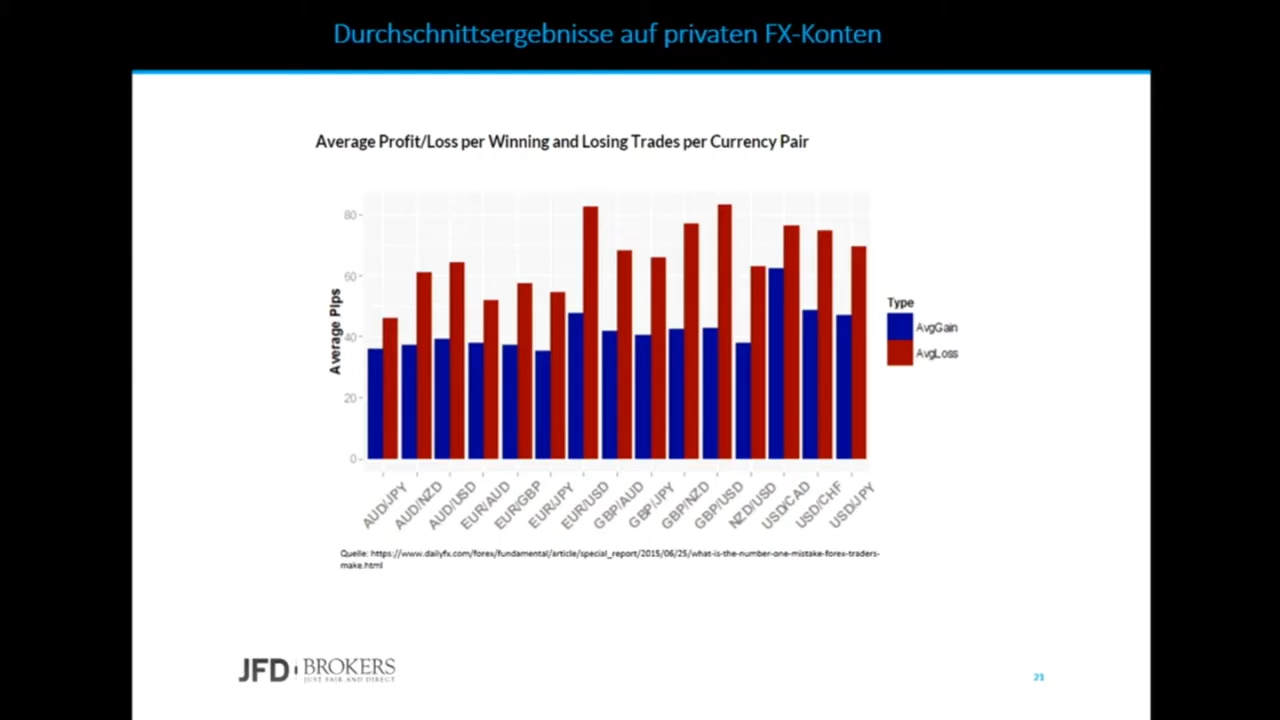 Durchschnittsergebnisse auf privaten FX-Konten
Average Profit/Loss per Winning and Losing Trades per Currency Pair
Average Pips
80
60
40
20
0
AUD/JPY
AUD/NZD
AUD/USD
EUR/AUD
EUR/GBP
EUR/JPY
EUR/USD
GBP/AUD
GBP/JPY
GBP/NZD
GBP/USD
NZD/USD
USD/CAD
USD/CHF
USD/JPY
Type
AvgGain
AvgLoss
Quelle: https://www.dailyfx.com/forex/fundamental/article/special_report/2015/06/25/what-is-the-number-one-mistake-forex-traders-
make.html
JFD BROKERS
JUST FAIR AND DIRECT
21